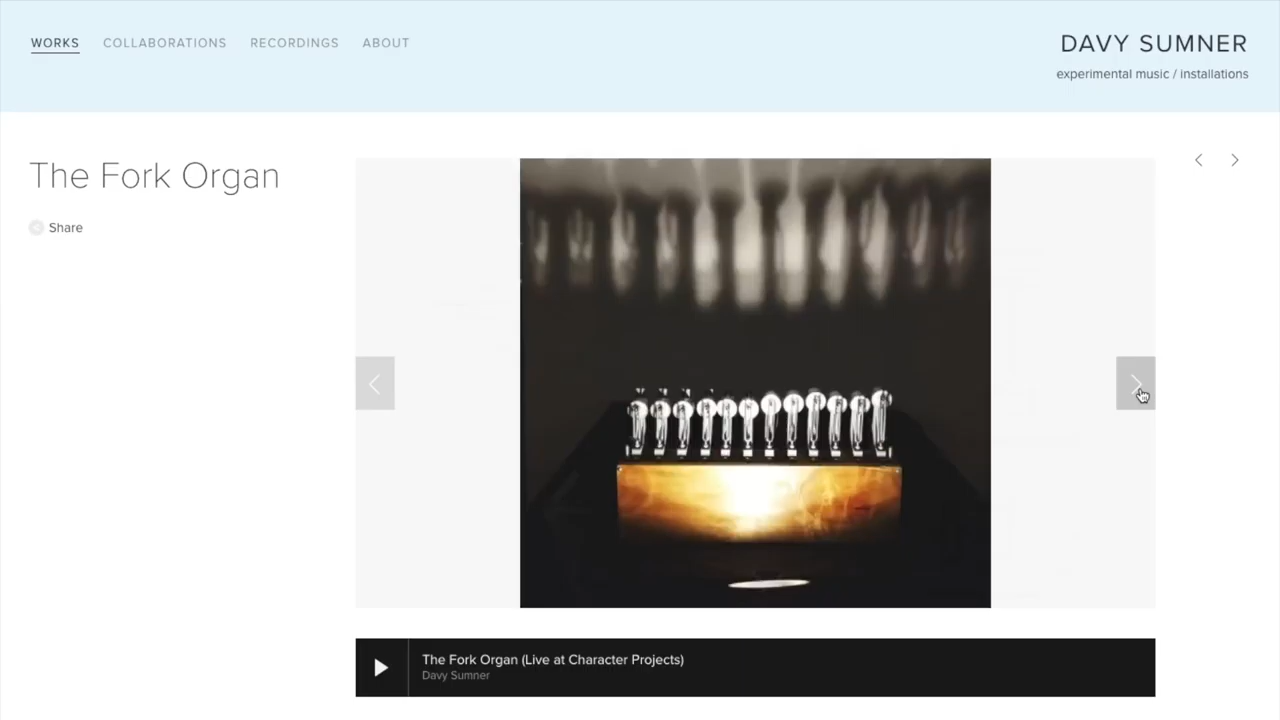 WORKS COLLABORATIONS RECORDINGS ABOUT
DAVY SUMNER
experimental music / installations
The Fork Organ
Share
The Fork Organ (Live at Character Projects)
Davy Sumner